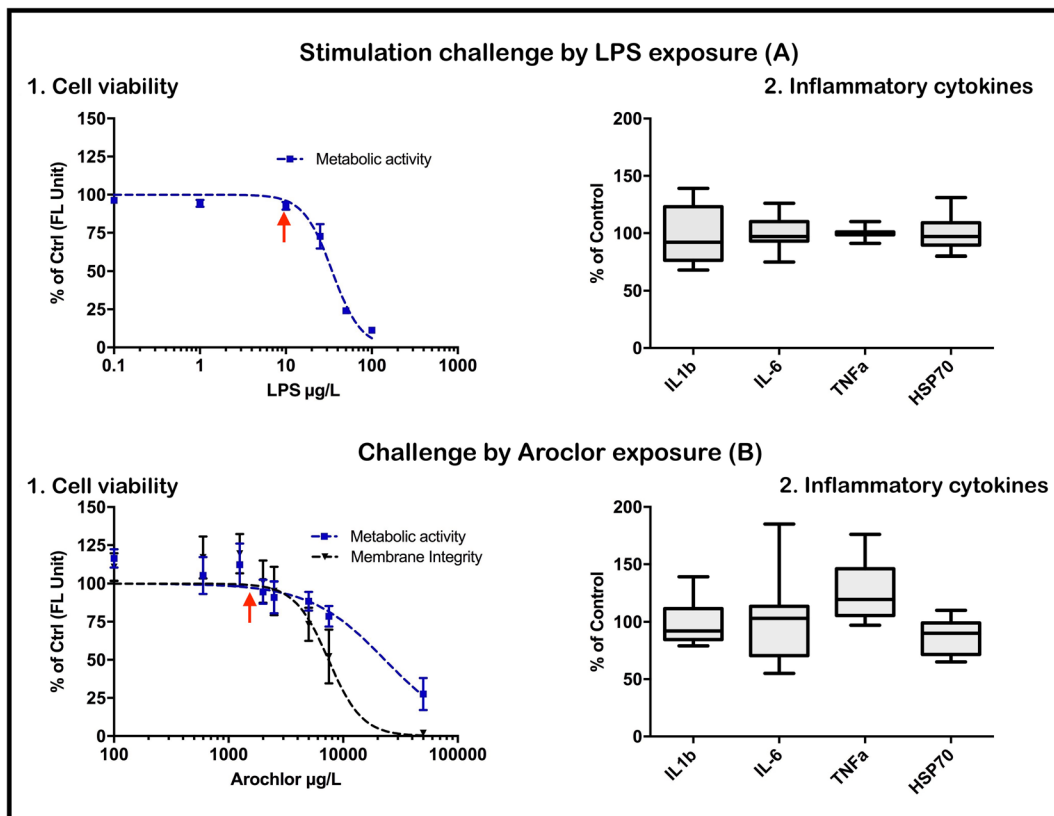 Stimulation challenge by LPS exposure (A)
1. Cell viability
2. Inflammatory cytokines
150
125
100
75
50
25
0
% of Ctrl (FL Unit)
Metabolic activity
0.1
1
10
100
1000
LPS µg/L
200
150
100
50
0
% of Control
IL1b
IL-6
TNFa
HSP70
Challenge by Aroclor exposure (B)
1. Cell viability
2. Inflammatory cytokines
150
125
100
75
50
25
0
% of Ctrl (FL Unit)
Metabolic activity
Membrane Integrity
100
1000
10000
100000
Arochlor µg/L
200
150
100
50
0
% of Control
IL1b
IL-6
TNFa
HSP70